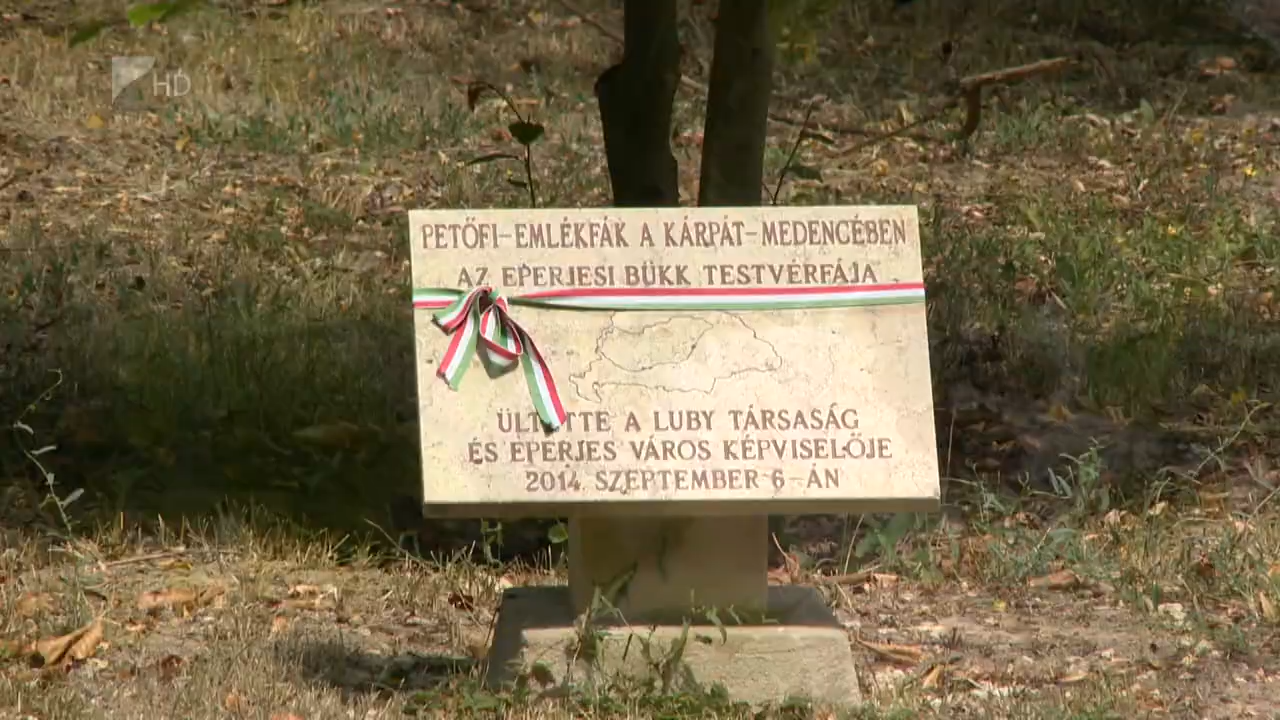 HD
PETŐFI-EMLÉKFÁK A KÁRPÁT-MEDENCÉBEN
AZ EPERJESI BÜKK TESTVÉRFÁJA
A LUBY TÁRSASÁG
ÉS EPERJES VÁROS KÉPVISELŐJE
2014. SZEPTEMBER 6-ÁN